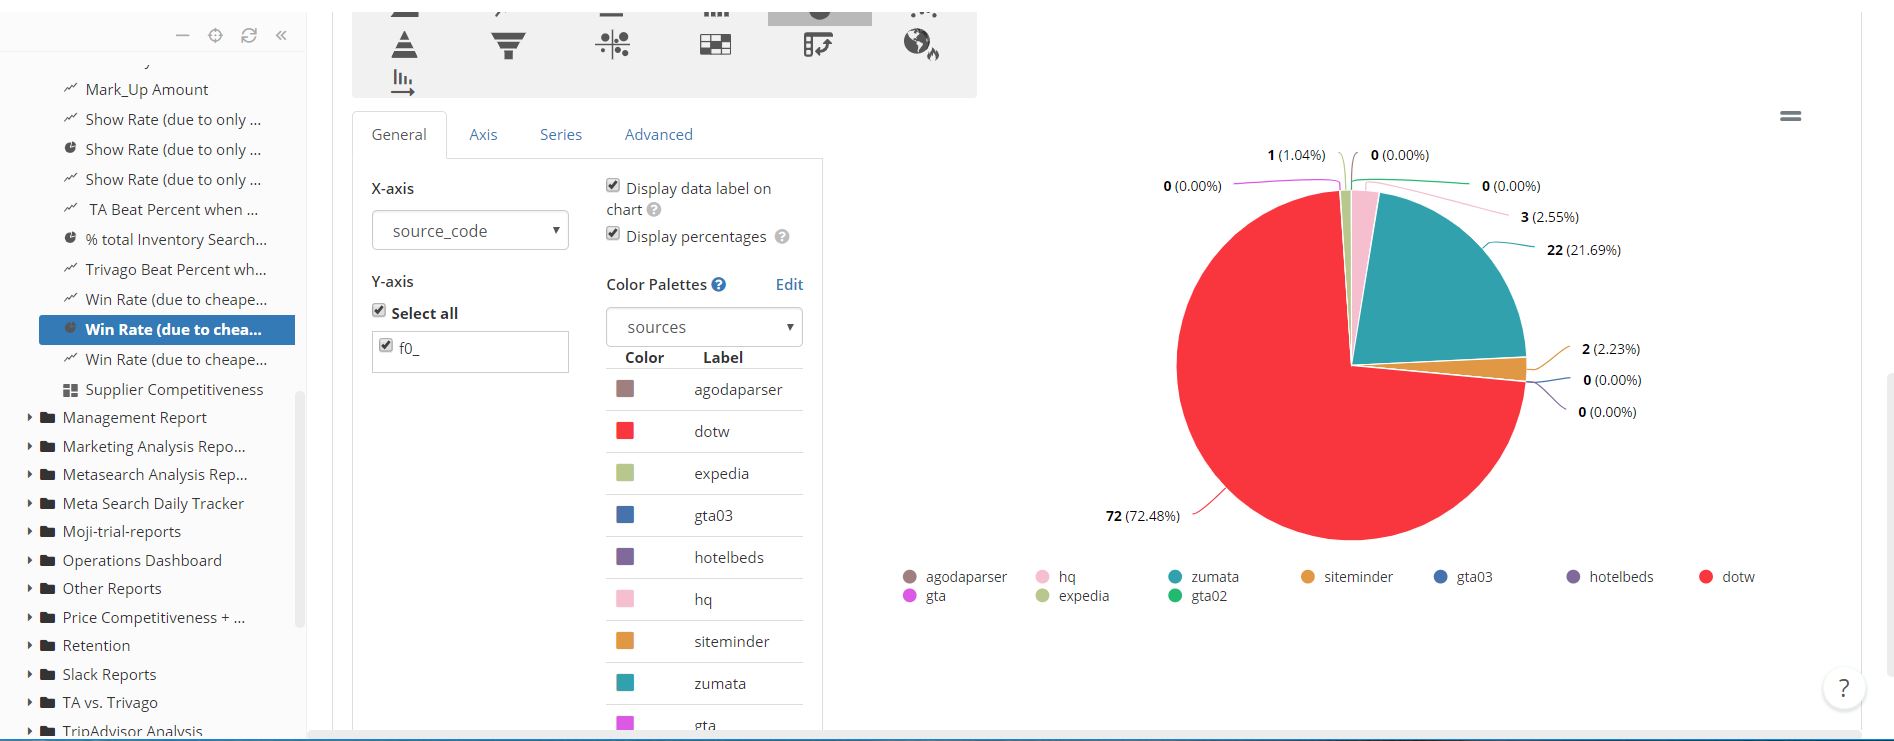 Mark_Up Amount
Show Rate (due to only ...
Show Rate (due to only ...
Show Rate (due to only ...
TA Beat Percent when ...
% total Inventory Search...
Trivago Beat Percent wh...
Win Rate (due to cheape...
Win Rate (due to chea...
Win Rate (due to cheape...
Supplier Competitiveness
Management Report
Marketing Analysis Repo...
Metasearch Analysis Rep...
Meta Search Daily Tracker
Moji-trial-reports
Operations Dashboard
Other Reports
Price Competitiveness + ...
Retention
Slack Reports
TA vs. Trivago
TripAdvisor Analysis
General Axis Series Advanced
X-axis
source_code
Y-axis
Select all
f0_
Display data label on
chart ?
Display percentages ?
Color Palettes ? Edit
sources
Color Label
agodaparser
dotw
expedia
gta03
hotelbeds
hq
siteminder
zumata
gta
1 (1.04%) 0 (0.00%)
0 (0.00%) 0 (0.00%)
3 (2.55%)
22 (21.69%)
2 (2.23%)
0 (0.00%)
0 (0.00%)
72 (72.48%)
agodaparser hq zumata siteminder gta03 hotelbeds dotw
gta expedia gta02
?